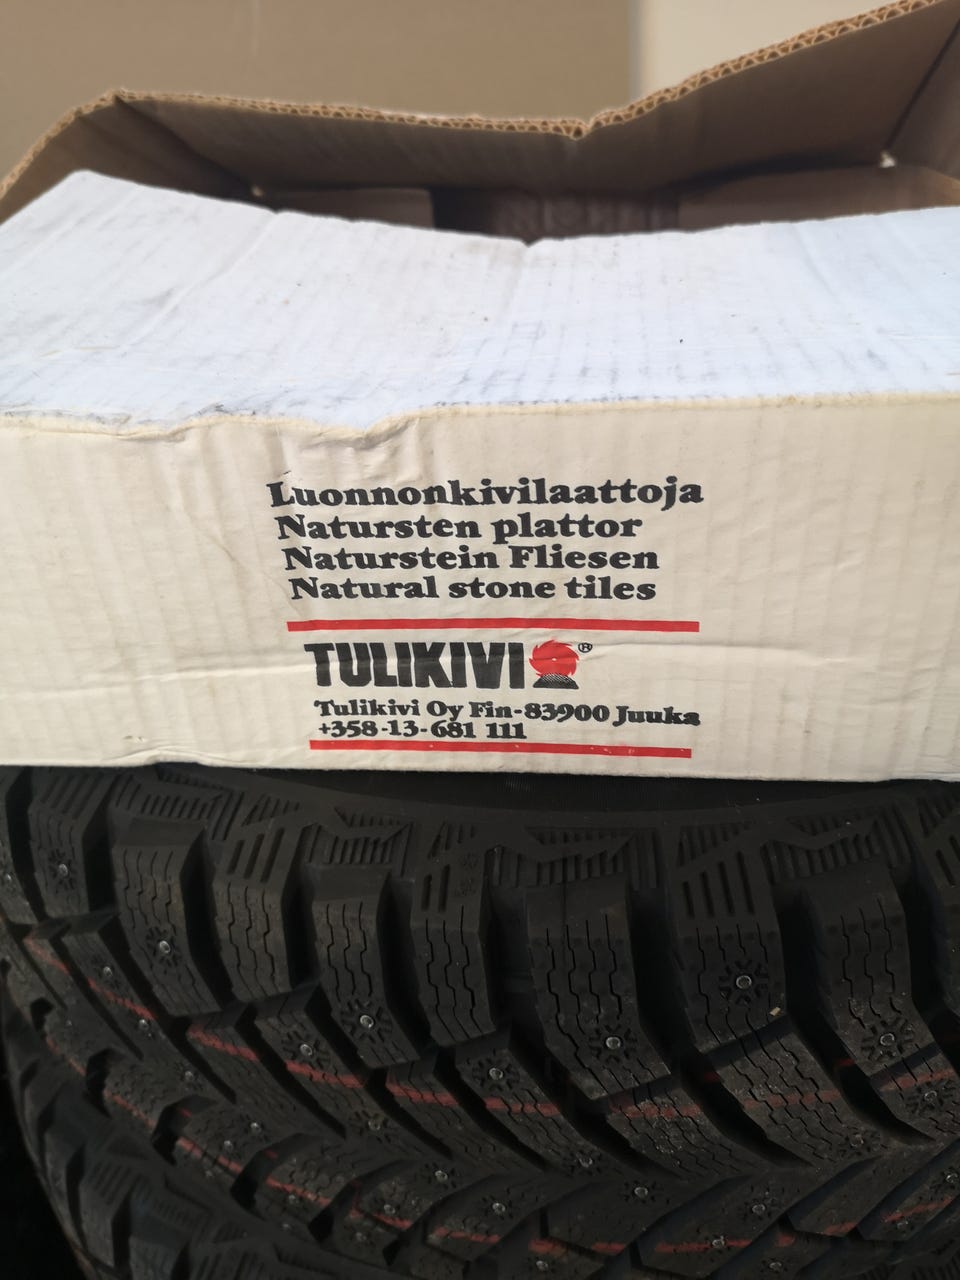 Luonnonkivilaattoja
Natursten plattor
Naturstein Fliesen
Natural stone tiles
TULIKIVI ®
Tulikivi Oy Fin-83900 Juuka
+358-13-681 111